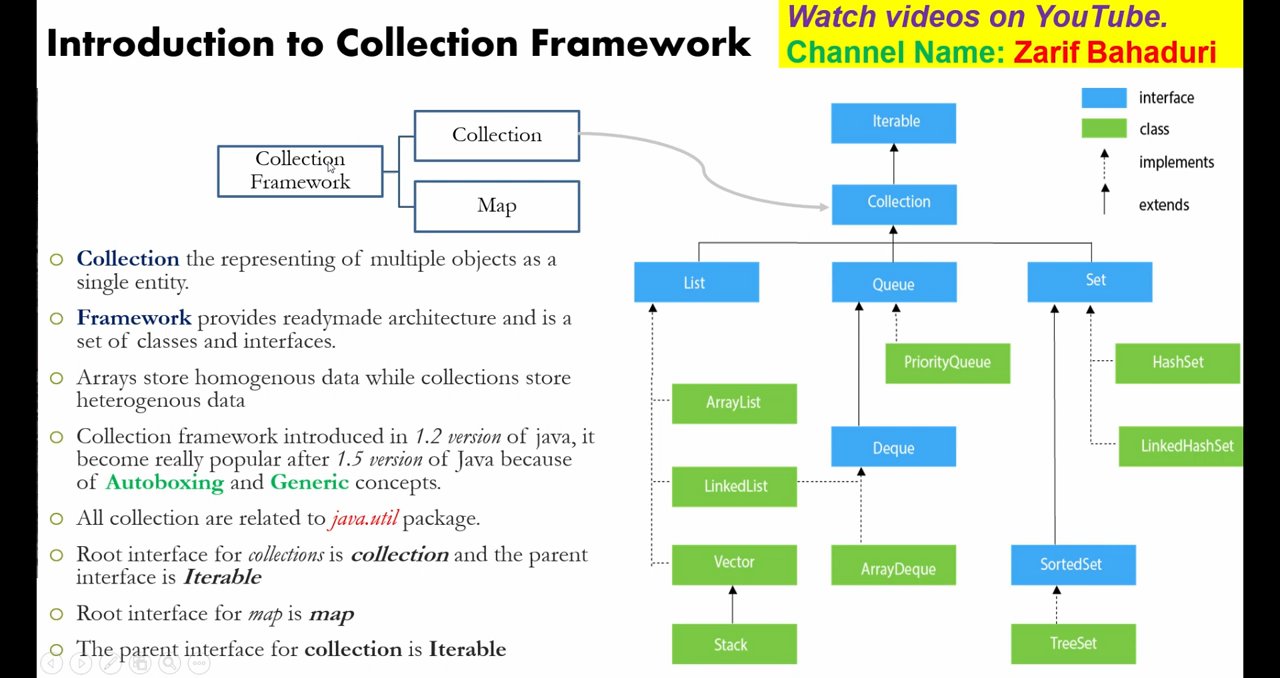 Introduction to Collection Framework
Watch videos on YouTube.
Channel Name: Zarif Bahaduri
Collection
Framework
Collection
Map
Collection the representing of multiple objects as a
single entity.
Framework provides readymade architecture and is a
set of classes and interfaces.
Arrays store homogenous data while collections store
heterogenous data
Collection framework introduced in 1.2 version of java, it
become really popular after 1.5 version of Java because
of Autoboxing and Generic concepts.
All collection are related to java.util package.
Root interface for collections is collection and the parent
interface is Iterable
Root interface for map is map
The parent interface for collection is Iterable
interface
class
implements
extends
Iterable
Collection
List
Queue
Set
PriorityQueue
HashSet
ArrayList
Deque
LinkedHashSet
LinkedList
Vector
ArrayDeque
SortedSet
Stack
TreeSet